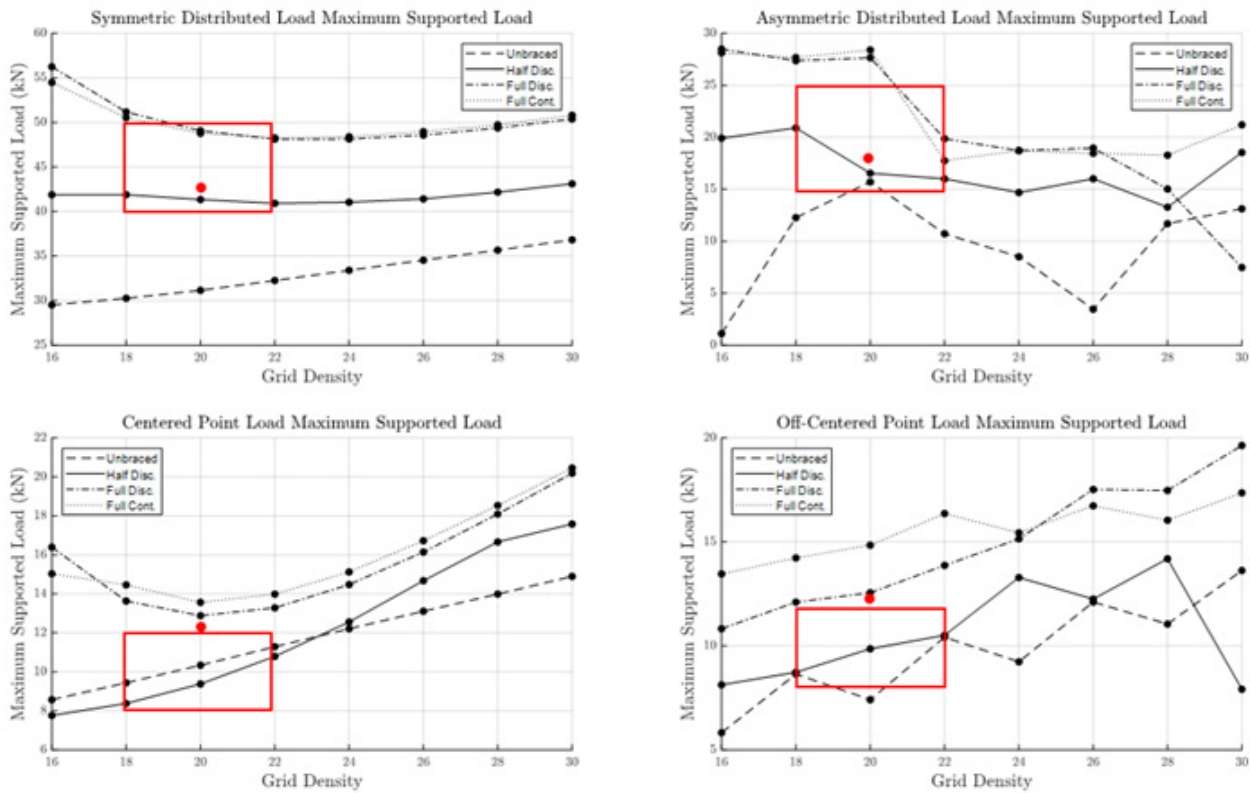 Symmetric Distributed Load Maximum Supported Load
60
55
50
45
40
35
30
25
Maximum Supported Load (kN)
Unbraced
Half Disc.
Full Disc.
Full Cont.
16 18 20 22 24 26 28 30
Grid Density
Asymmetric Distributed Load Maximum Supported Load
30
25
20
15
10
5
0
Maximum Supported Load (kN)
Unbraced
Half Disc.
Full Disc.
Full Cont.
16 18 20 22 24 26 28 30
Grid Density
Centered Point Load Maximum Supported Load
22
20
18
16
14
12
10
8
6
Maximum Supported Load (kN)
Unbraced
Half Disc.
Full Disc.
Full Cont.
16 18 20 22 24 26 28 30
Grid Density
Off-Centered Point Load Maximum Supported Load
20
15
10
5
Maximum Supported Load (kN)
Unbraced
Half Disc.
Full Disc.
Full Cont.
16 18 20 22 24 26 28 30
Grid Density